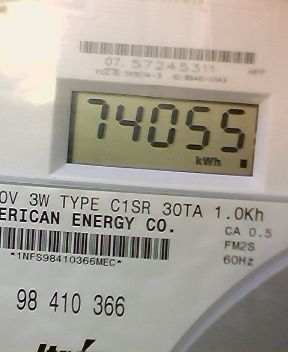 07 57245311
74055
kWh
0V 3W TYPE C1SR 30TA 1.0Kh
ERICAN ENERGY CO.
CA 0.5
FM2S
60Hz
*1NFS98410366MEC*
98 410 366